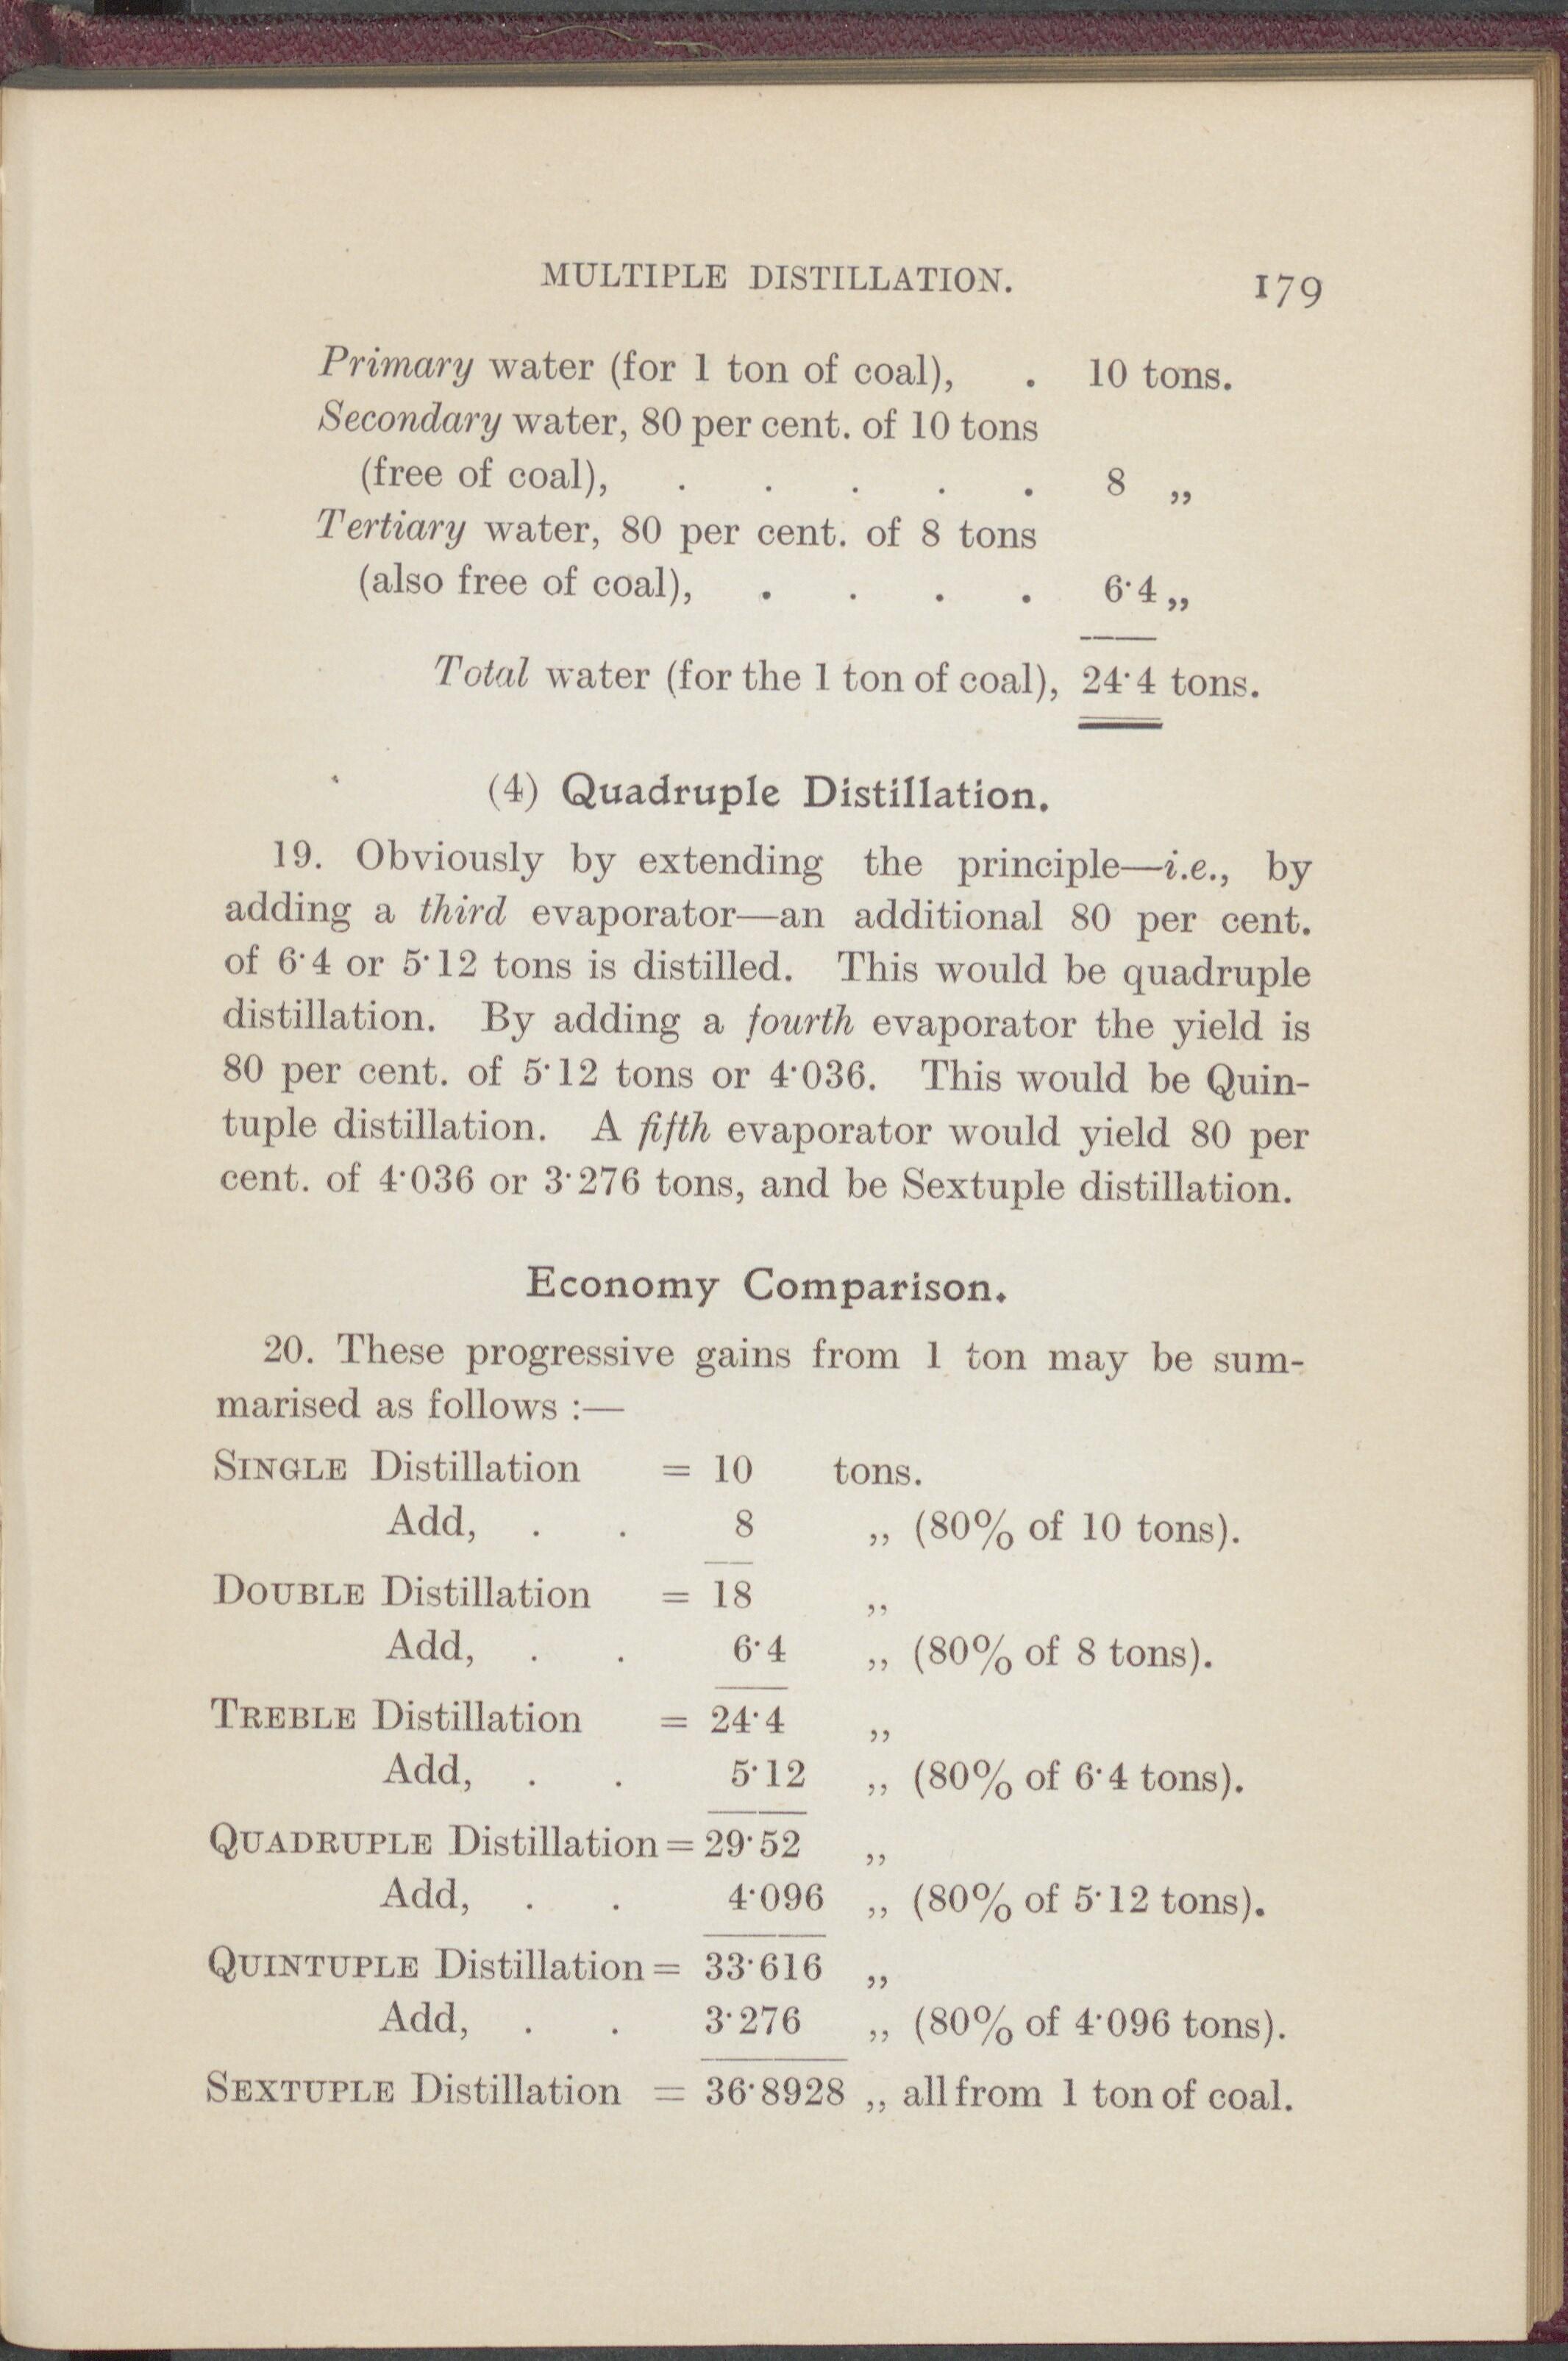 MULTIPLE DISTILLATION. 179
Primary water (for 1 ton of coal), . 10 tons.
Secondary water, 80 per cent. of 10 tons
(free of coal), . . . . . 8 „
Tertiary water, 80 per cent. of 8 tons
(also free of coal), . . . . 6·4 „
Total water (for the 1 ton of coal), 24·4 tons.
(4) Quadruple Distillation.
19. Obviously by extending the principle—i.e., by
adding a third evaporator—an additional 80 per cent.
of 6·4 or 5·12 tons is distilled. This would be quadruple
distillation. By adding a fourth evaporator the yield is
80 per cent. of 5·12 tons or 4·036. This would be Quin-
tuple distillation. A fifth evaporator would yield 80 per
cent. of 4·036 or 3·276 tons, and be Sextuple distillation.
Economy Comparison.
20. These progressive gains from 1 ton may be sum-
marised as follows :—
SINGLE Distillation = 10 tons.
Add, . . 8 „ (80% of 10 tons).
DOUBLE Distillation = 18 „
Add, . . 6·4 „ (80% of 8 tons).
TREBLE Distillation = 24·4 „
Add, . . 5·12 „ (80% of 6·4 tons).
QUADRUPLE Distillation = 29·52 „
Add, . . 4·096 „ (80% of 5·12 tons).
QUINTUPLE Distillation = 33·616 „
Add, . . 3·276 „ (80% of 4·096 tons).
SEXTUPLE Distillation = 36·8928 „ all from 1 ton of coal.